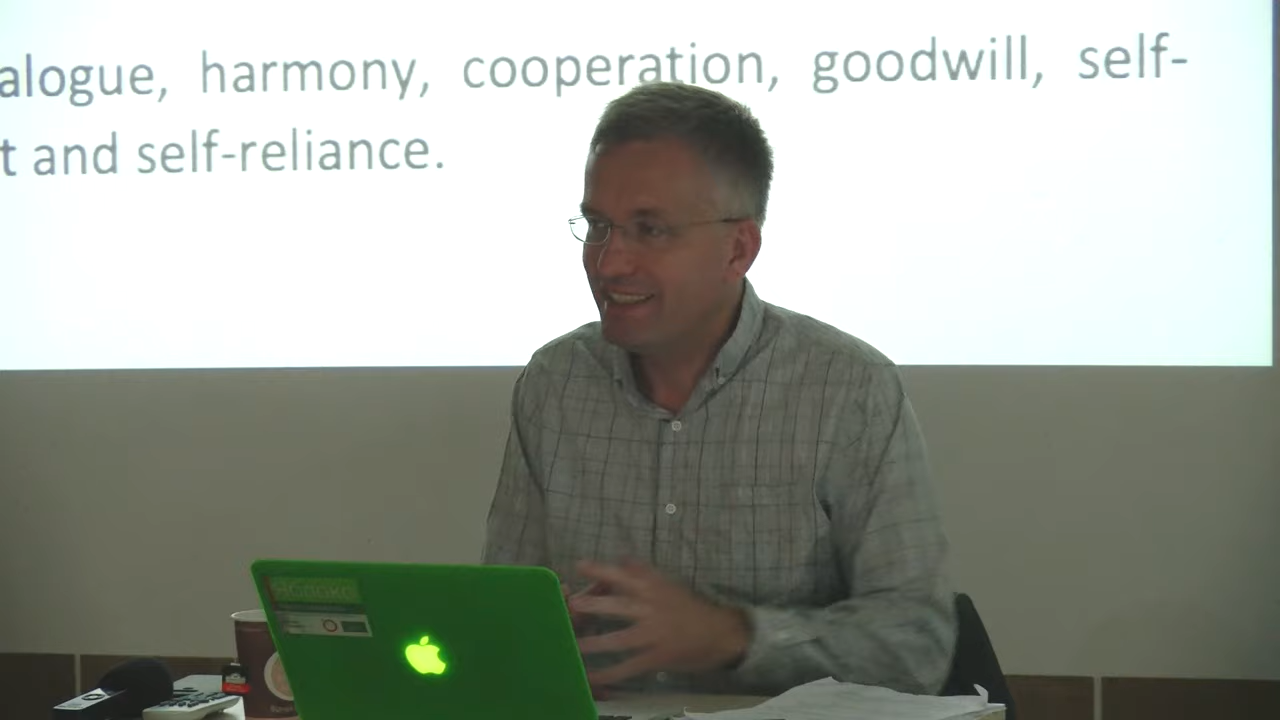 alogue, harmony, cooperation, goodwill, self-
t and self-reliance.